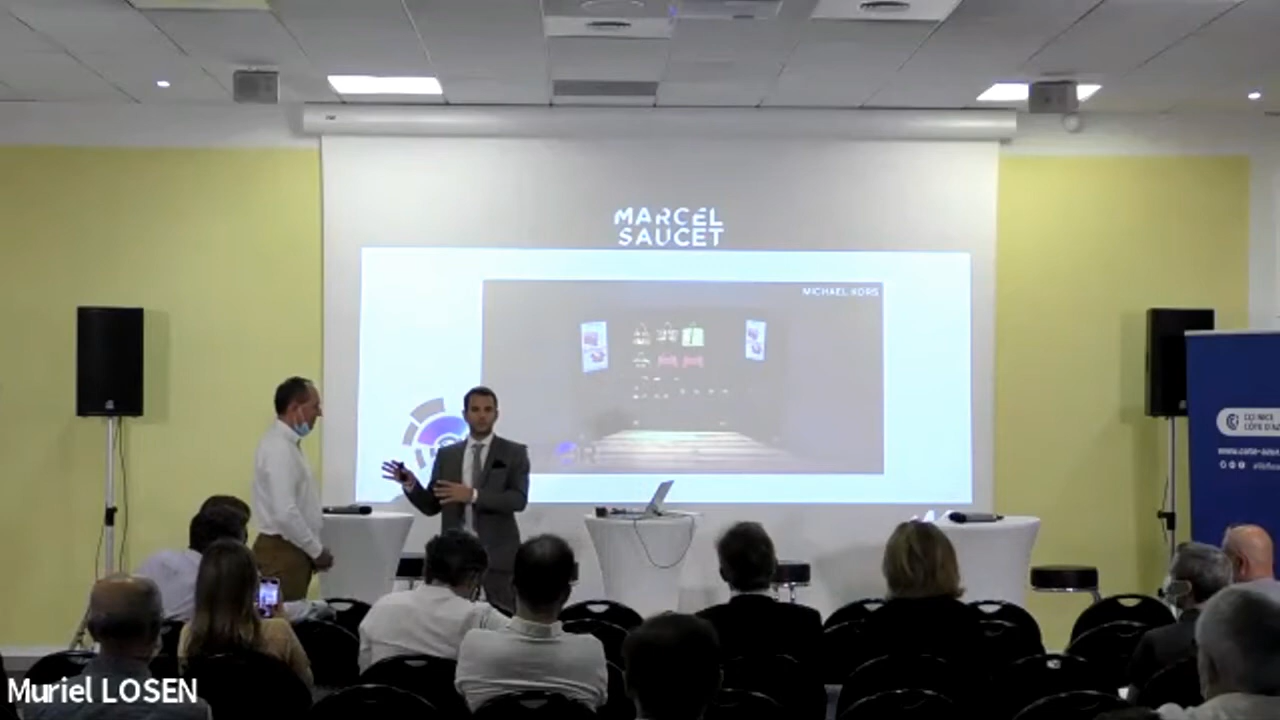 MARCEL
SAUCET
MICHAEL KORS
CCI NICE
CÔTE D'AZUR
Muriel LOSEN